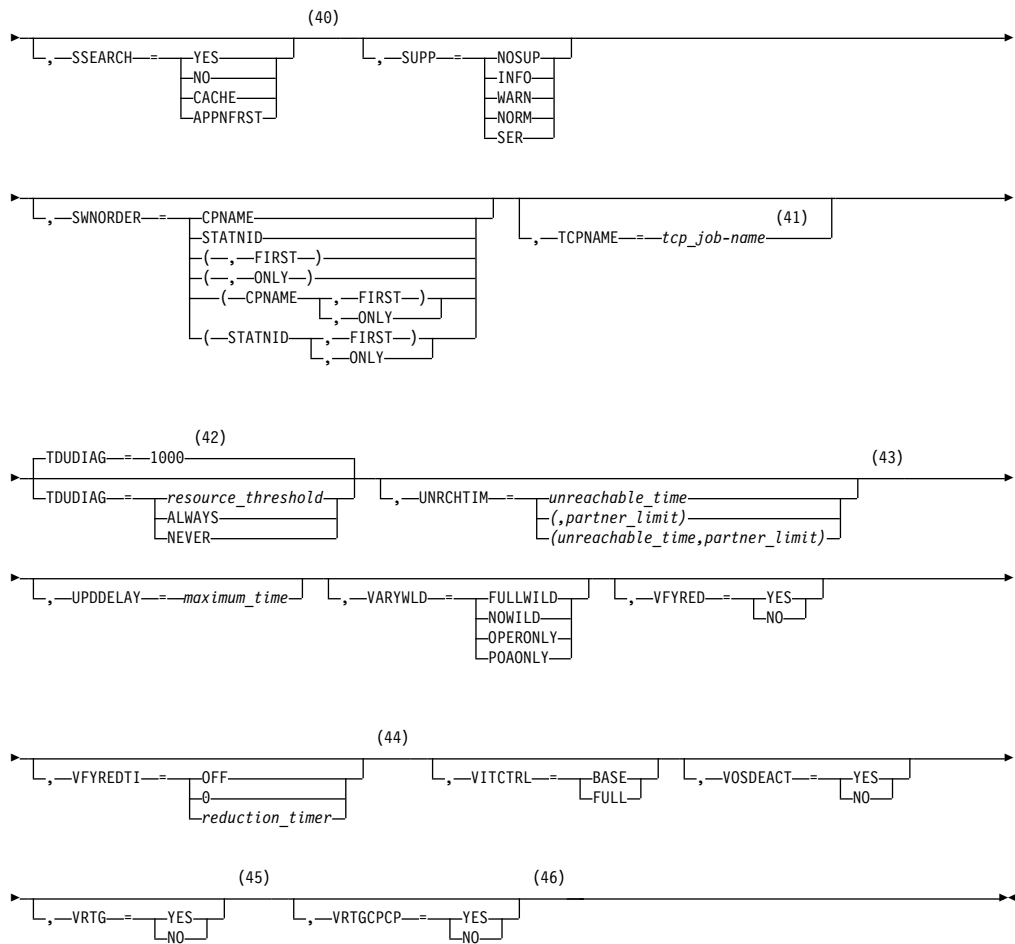 (40)
,—SSEARCH—=—YES
NO
CACHE
APPNFRST
,—SUPP—=—NOSUP
INFO
WARN
NORM
SER
,—SWNORDER—=—CPNAME
STATNID
(—,—FIRST—)
(—,—ONLY—)
(—CPNAME—,—FIRST—)
,—ONLY
(—STATNID—,—FIRST—)
,—ONLY
(41)
,—TCPNAME—=—tcp_job-name
(42)
TDUDIAG—=—1000
TDUDIAG—=—resource_threshold
ALWAYS
NEVER
(43)
,—UNRCHTIM—=—unreachable_time
(,partner_limit)
(unreachable_time,partner_limit)
,—UPDDELAY—=—maximum_time
,—VARYWLD—=—FULLWILD
NOWILD
OPERONLY
POAONLY
,—VFYRED—=—YES
NO
(44)
,—VFYREDTI—=—OFF
0
reduction_timer
,—VITCTRL—=—BASE
FULL
,—VOSDEACT—=—YES
NO
(45)
,—VRTG—=—YES
NO
(46)
,—VRTGCPCP—=—YES
NO